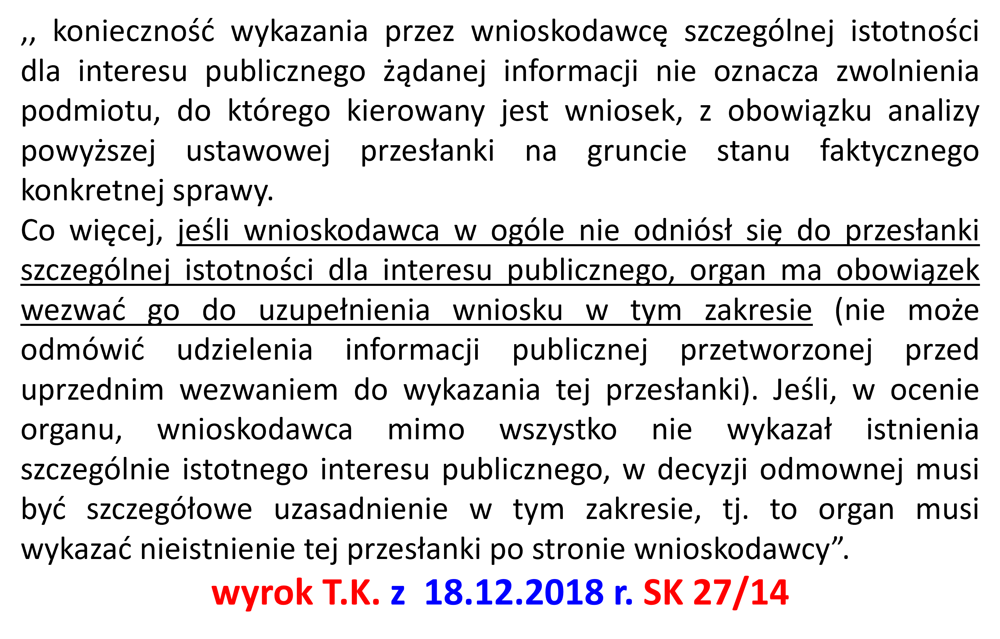 ,, konieczność wykazania przez wnioskodawcę szczególnej istotności
dla interesu publicznego żądanej informacji nie oznacza zwolnienia
podmiotu, do którego kierowany jest wniosek, z obowiązku analizy
powyższej ustawowej przesłanki na gruncie stanu faktycznego
konkretnej sprawy.
Co więcej, jeśli wnioskodawca w ogóle nie odniósł się do przesłanki
szczególnej istotności dla interesu publicznego, organ ma obowiązek
wezwać go do uzupełnienia wniosku w tym zakresie (nie może
odmówić udzielenia informacji publicznej przetworzonej przed
uprzednim wezwaniem do wykazania tej przesłanki). Jeśli, w ocenie
organu, wnioskodawca mimo wszystko nie wykazał istnienia
szczególnie istotnego interesu publicznego, w decyzji odmownej musi
być szczegółowe uzasadnienie w tym zakresie, tj. to organ musi
wykazać nieistnienie tej przesłanki po stronie wnioskodawcy”.
wyrok T.K. z 18.12.2018 r. SK 27/14